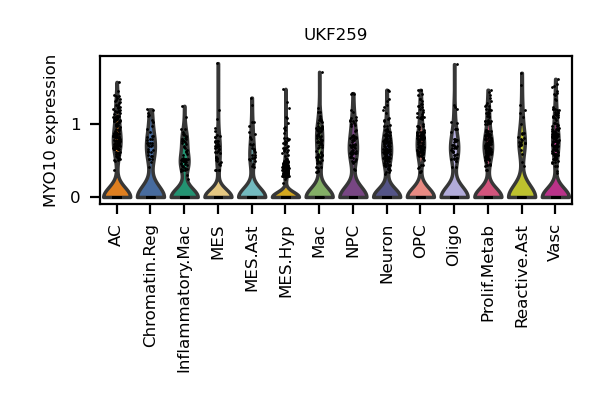 UKF259
MYO10 expression
1
0
AC
Chromatin.Reg
Inflammatory.Mac
MES
MES.Ast
MES.Hyp
Mac
NPC
Neuron
OPC
Oligo
Prolif.Metab
Reactive.Ast
Vasc